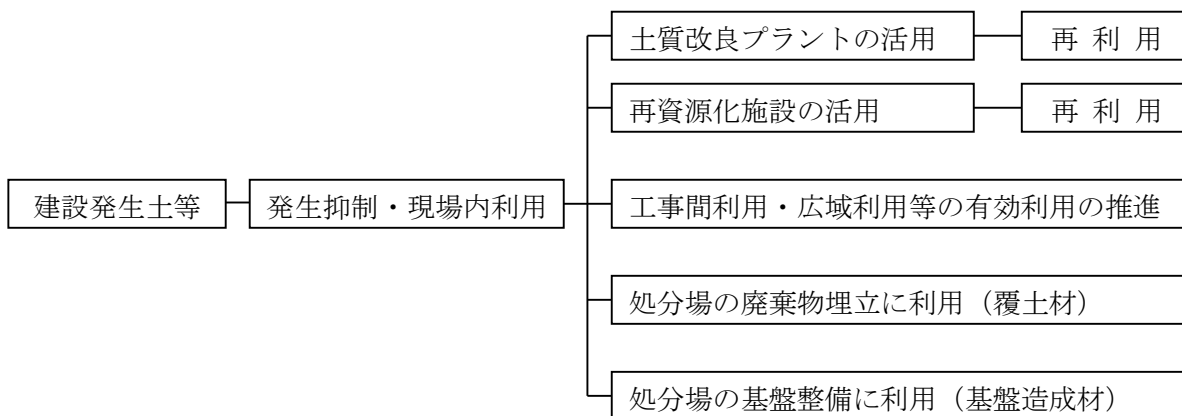 土質改良プラントの活用
再利用
再資源化施設の活用
再利用
建設発生土等
発生抑制・現場内利用
工事間利用・広域利用等の有効利用の推進
処分場の廃棄物埋立に利用（覆土材）
処分場の基盤整備に利用（基盤造成材）